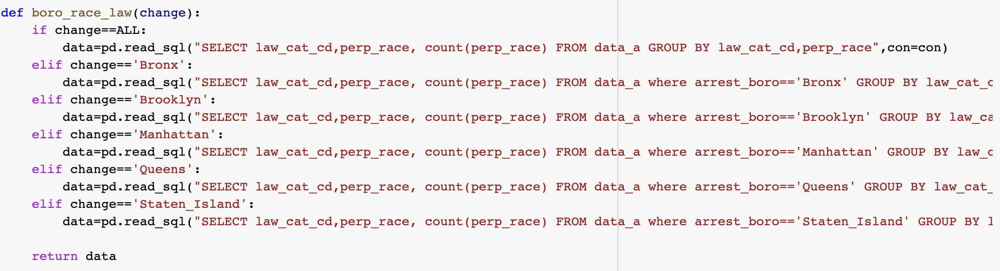 def boro_race_law(change):
    if change==ALL:
        data=pd.read_sql("SELECT law_cat_cd,perp_race, count(perp_race) FROM data_a GROUP BY law_cat_cd,perp_race",con=con)
    elif change=='Bronx':
        data=pd.read_sql("SELECT law_cat_cd,perp_race, count(perp_race) FROM data_a where arrest_boro=='Bronx' GROUP BY law_cat_c
    elif change=='Brooklyn':
        data=pd.read_sql("SELECT law_cat_cd,perp_race, count(perp_race) FROM data_a where arrest_boro=='Brooklyn' GROUP BY law_ca
    elif change=='Manhattan':
        data=pd.read_sql("SELECT law_cat_cd,perp_race, count(perp_race) FROM data_a where arrest_boro=='Manhattan' GROUP BY law_c
    elif change=='Queens':
        data=pd.read_sql("SELECT law_cat_cd,perp_race, count(perp_race) FROM data_a where arrest_boro=='Queens' GROUP BY law_cat_
    elif change=='Staten_Island':
        data=pd.read_sql("SELECT law_cat_cd,perp_race, count(perp_race) FROM data_a where arrest_boro=='Staten_Island' GROUP BY l
    return data